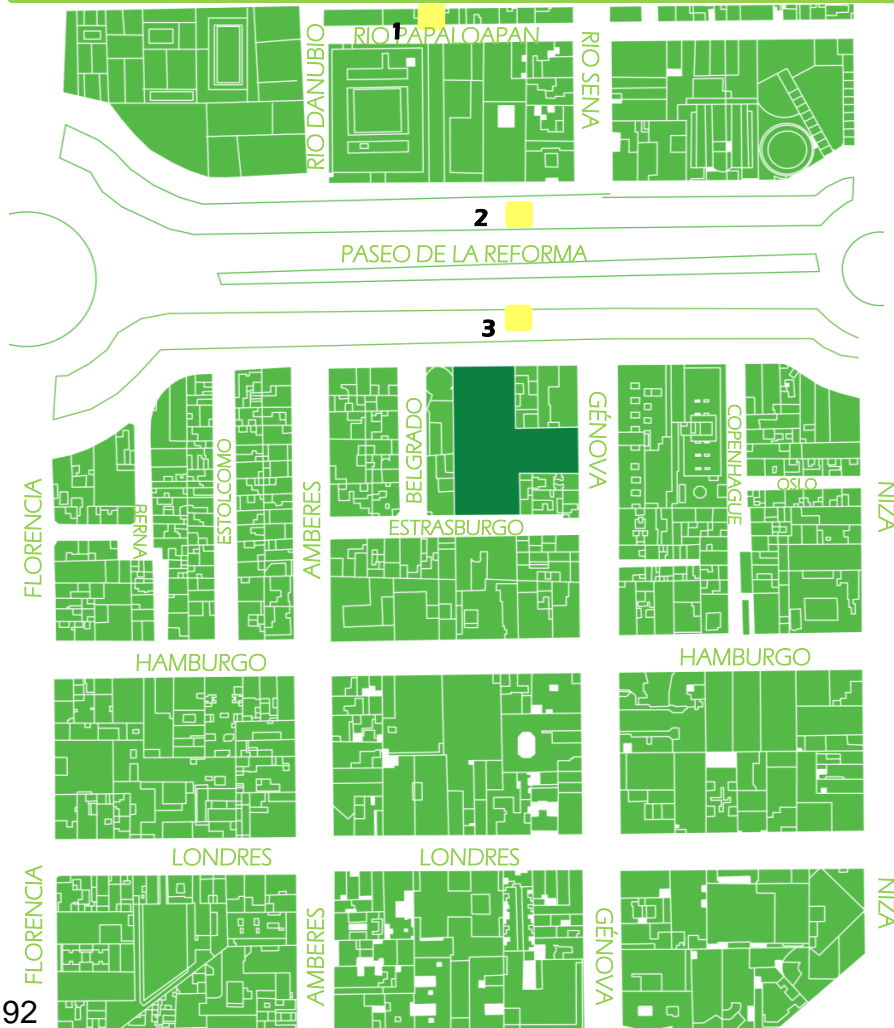 1
RIO PAPALOAPAN
RIO DANUBIO
RIO SENA
2
PASEO DE LA REFORMA
3
FLORENCIA
BERNA
ESTOLCOMO
AMBERES
BELGRADO
ESTRASBURGO
GÉNOVA
COPENHAGUE
OSLO
NIZA
HAMBURGO
HAMBURGO
LONDRES
LONDRES
FLORENCIA
AMBERES
GÉNOVA
NIZA
92